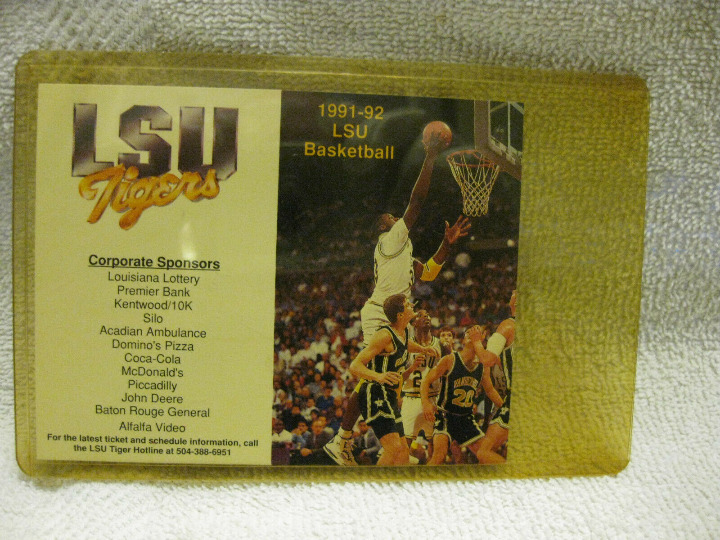 LSU
Tigers
Corporate Sponsors
Louisiana Lottery
Premier Bank
Kentwood/10K
Silo
Acadian Ambulance
Domino's Pizza
Coca-Cola
McDonald's
Piccadilly
John Deere
Baton Rouge General
Alfalfa Video
For the latest ticket and schedule information, call
the LSU Tiger Hotline at 504-388-6951
1991-92
LSU
Basketball
20